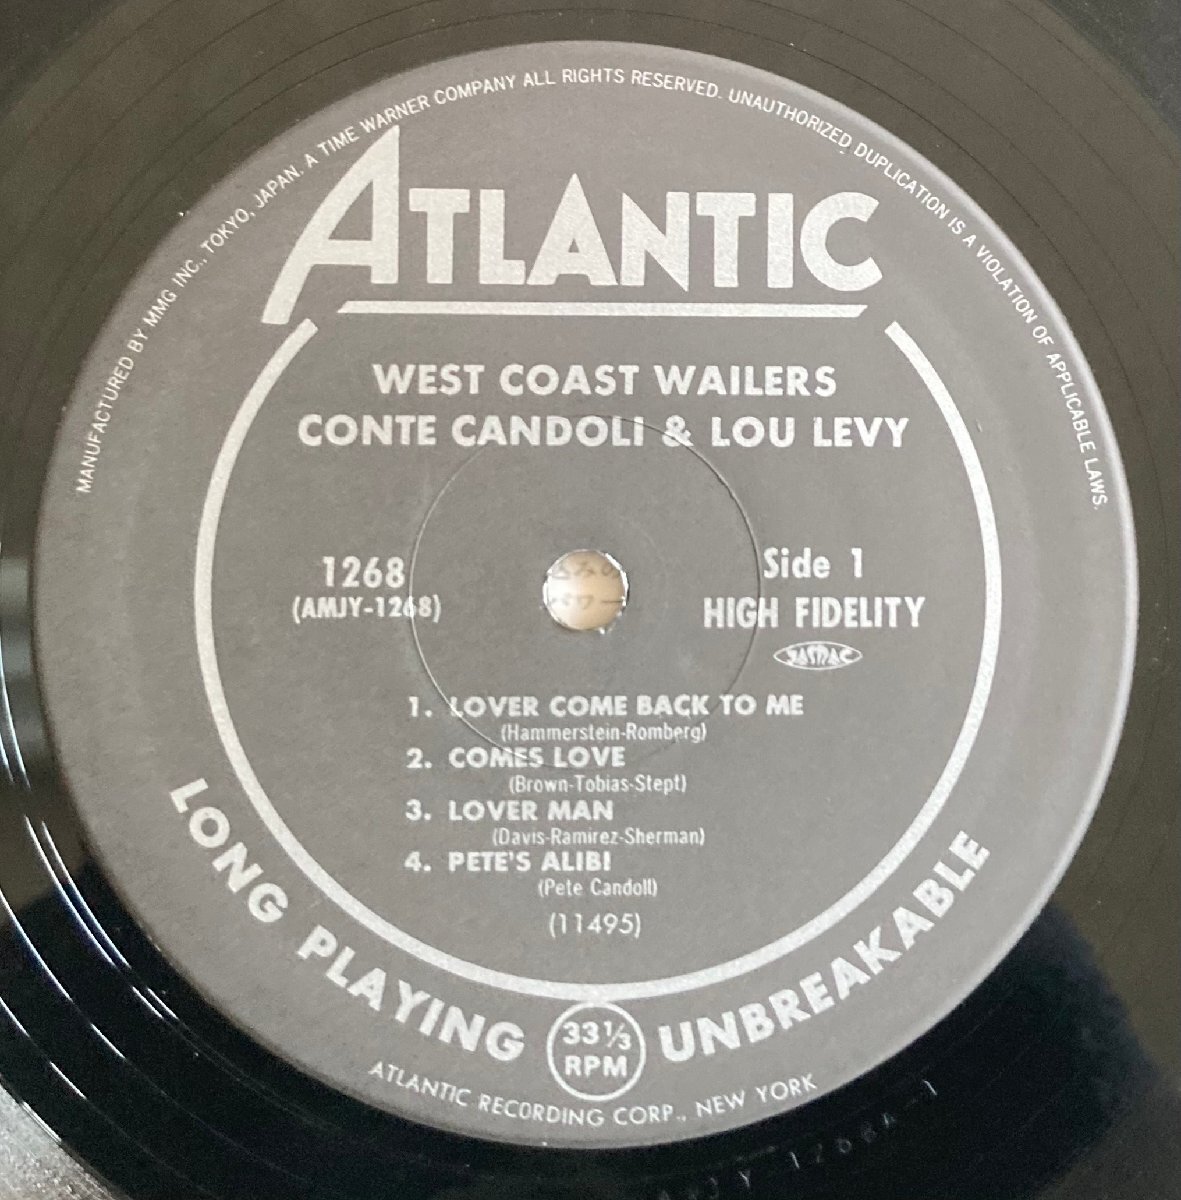 MANUFACTURED BY MMG INC., TOKYO, JAPAN. A TIME WARNER COMPANY ALL RIGHTS RESERVED. UNAUTHORIZED DUPLICATION IS A VIOLATION OF APPLICABLE LAWS.
ATLANTIC
WEST COAST WAILERS
CONTE CANDOLI & LOU LEVY
1268
(AMJY-1268)
Side 1
HIGH FIDELITY
JASRAC
1. LOVER COME BACK TO ME
(Hammerstein-Romberg)
2. COMES LOVE
(Brown-Tobias-Stept)
3. LOVER MAN
(Davis-Ramirez-Sherman)
4. PETE'S ALIBI
(Pete Candoli)
(11495)
LONG PLAYING
33⅓
RPM
UNBREAKABLE
ATLANTIC RECORDING CORP., NEW YORK